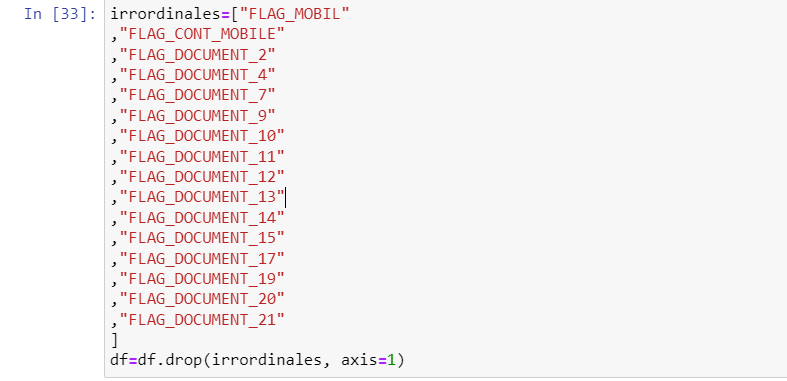 In [33]: irrordinales=["FLAG_MOBIL"
,"FLAG_CONT_MOBILE"
,"FLAG_DOCUMENT_2"
,"FLAG_DOCUMENT_4"
,"FLAG_DOCUMENT_7"
,"FLAG_DOCUMENT_9"
,"FLAG_DOCUMENT_10"
,"FLAG_DOCUMENT_11"
,"FLAG_DOCUMENT_12"
,"FLAG_DOCUMENT_13"
,"FLAG_DOCUMENT_14"
,"FLAG_DOCUMENT_15"
,"FLAG_DOCUMENT_17"
,"FLAG_DOCUMENT_19"
,"FLAG_DOCUMENT_20"
,"FLAG_DOCUMENT_21"
]
df=df.drop(irrordinales, axis=1)